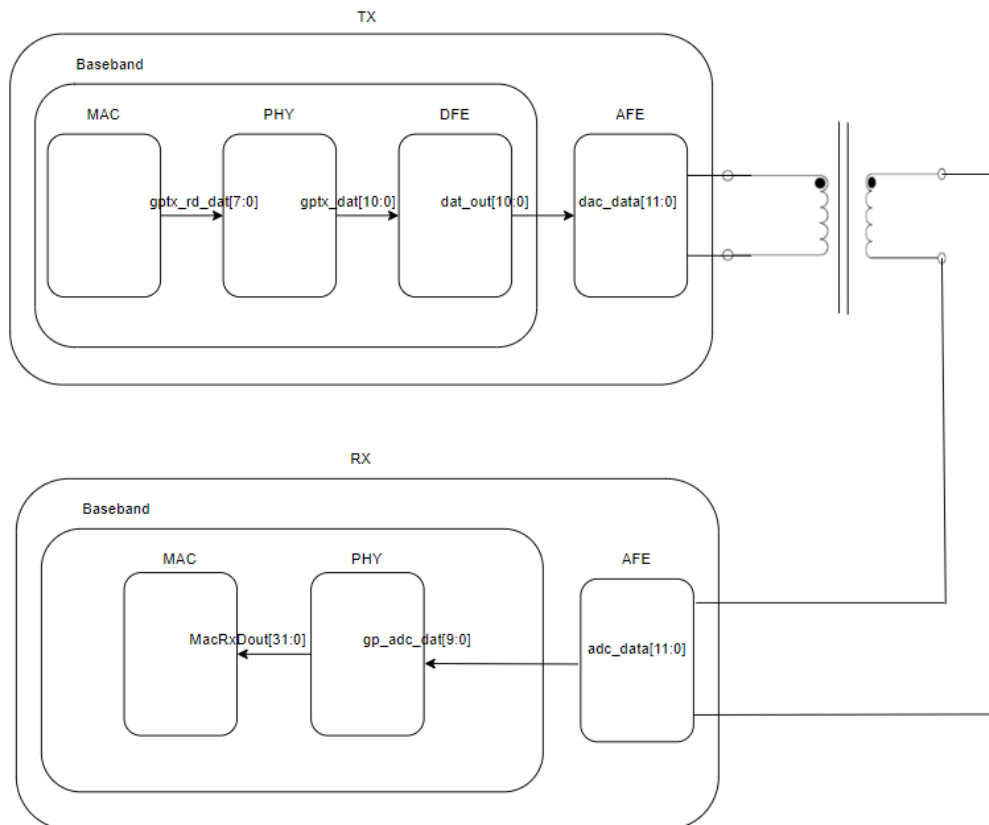 TX
Baseband
MAC
PHY
DFE
AFE
gptx_rd_dat[7:0]
gptx_dat[10:0]
dat_out[10:0]
dac_data[11:0]
RX
Baseband
MAC
PHY
AFE
MacRxDout[31:0]
gp_adc_dat[9:0]
adc_data[11:0]